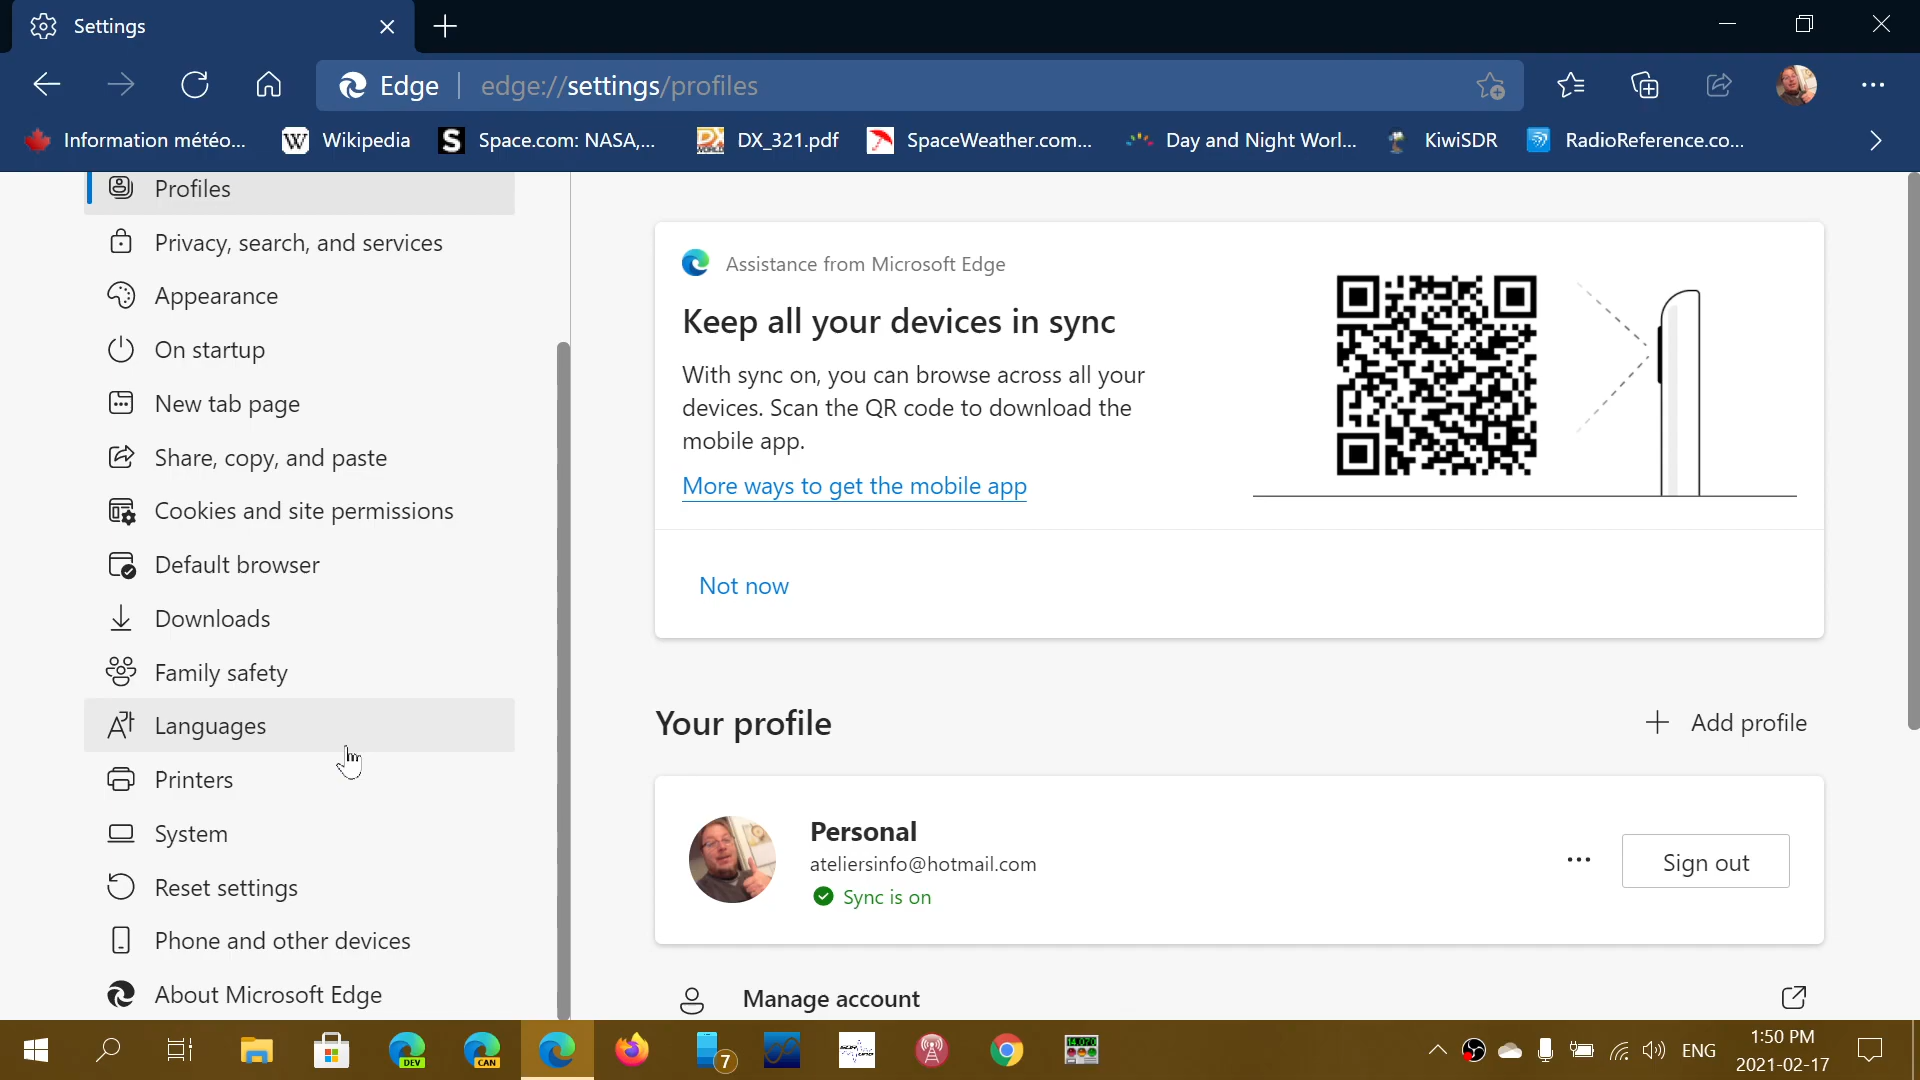 Settings
Edge
edge://settings/profiles
Information météo...
Wikipedia
Space.com: NASA,...
DX_321.pdf
SpaceWeather.com...
Day and Night Worl...
KiwiSDR
RadioReference.co...
Profiles
Privacy, search, and services
Appearance
On startup
New tab page
Share, copy, and paste
Cookies and site permissions
Default browser
Downloads
Family safety
Languages
Printers
System
Reset settings
Phone and other devices
About Microsoft Edge
Assistance from Microsoft Edge
Keep all your devices in sync
With sync on, you can browse across all your
devices. Scan the QR code to download the
mobile app.
More ways to get the mobile app
Not now
Your profile
Add profile
Personal
ateliersinfo@hotmail.com
Sync is on
Sign out
Manage account
DEV
CAN
7
14.070
ENG
1:50 PM
2021-02-17